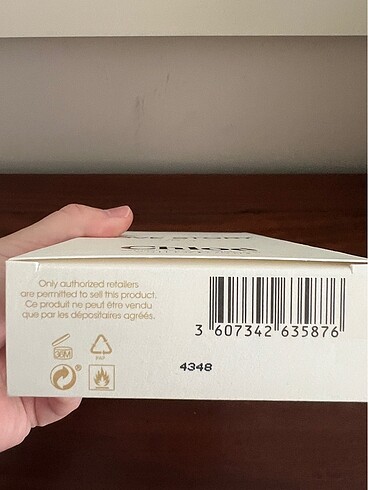 Chloé
Only authorized retailers
are permitted to sell this product.
Ce produit ne peut être vendu
que par les dépositaires agréés.
36M
PAP
3 607342 635876
4348